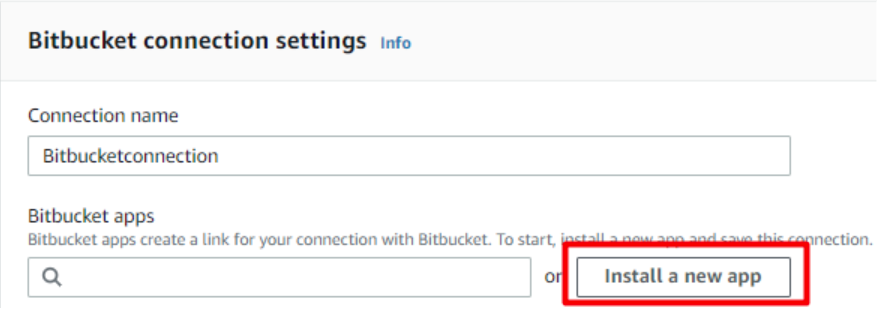 Bitbucket connection settings Info
Connection name
Bitbucketconnection
Bitbucket apps
Bitbucket apps create a link for your connection with Bitbucket. To start, install a new app and save this connection.
or Install a new app